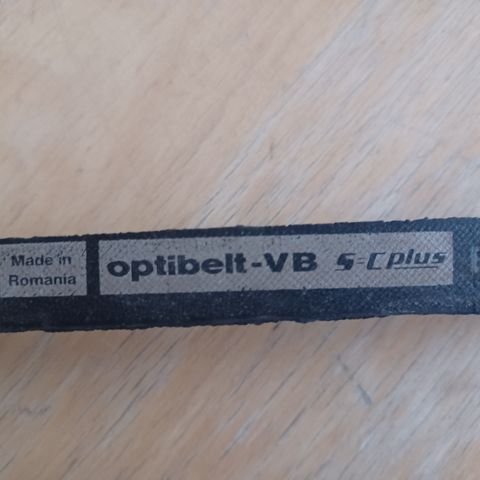 Made in
Romania
optibelt-VB S=C plus